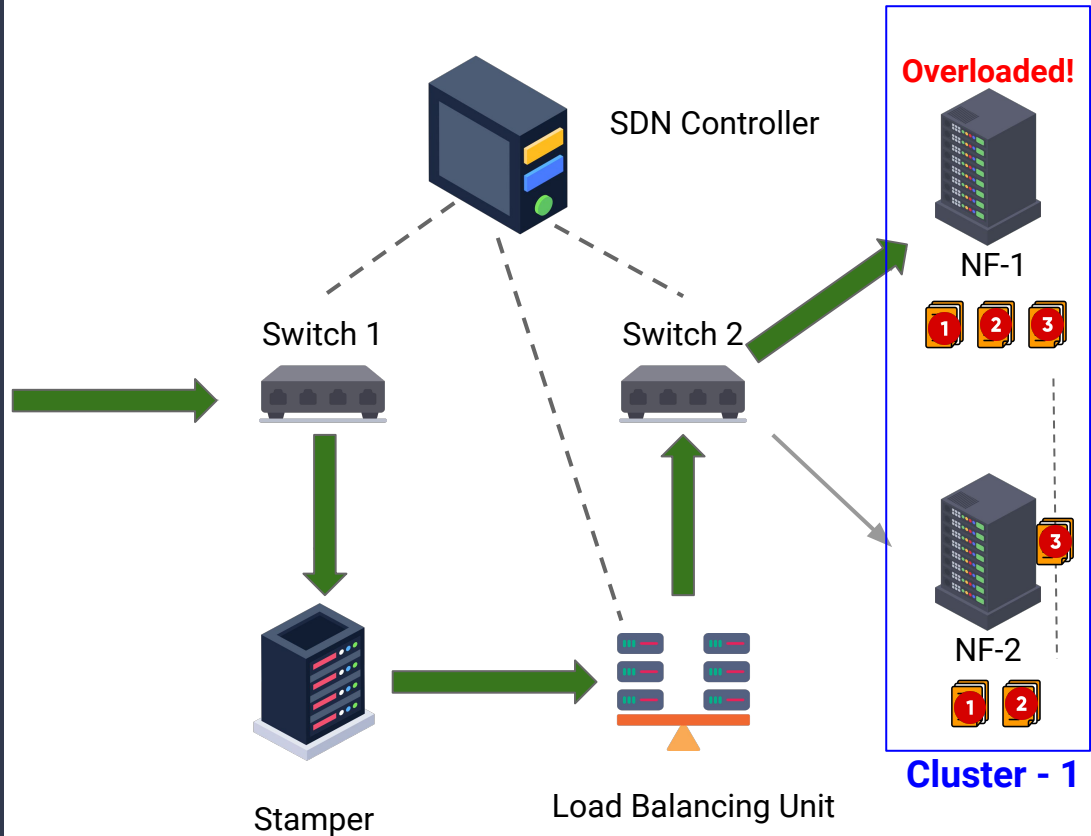 Overloaded!
SDN Controller
NF-1
1
2
3
Switch 1
Switch 2
3
NF-2
1
2
Cluster - 1
Load Balancing Unit
Stamper